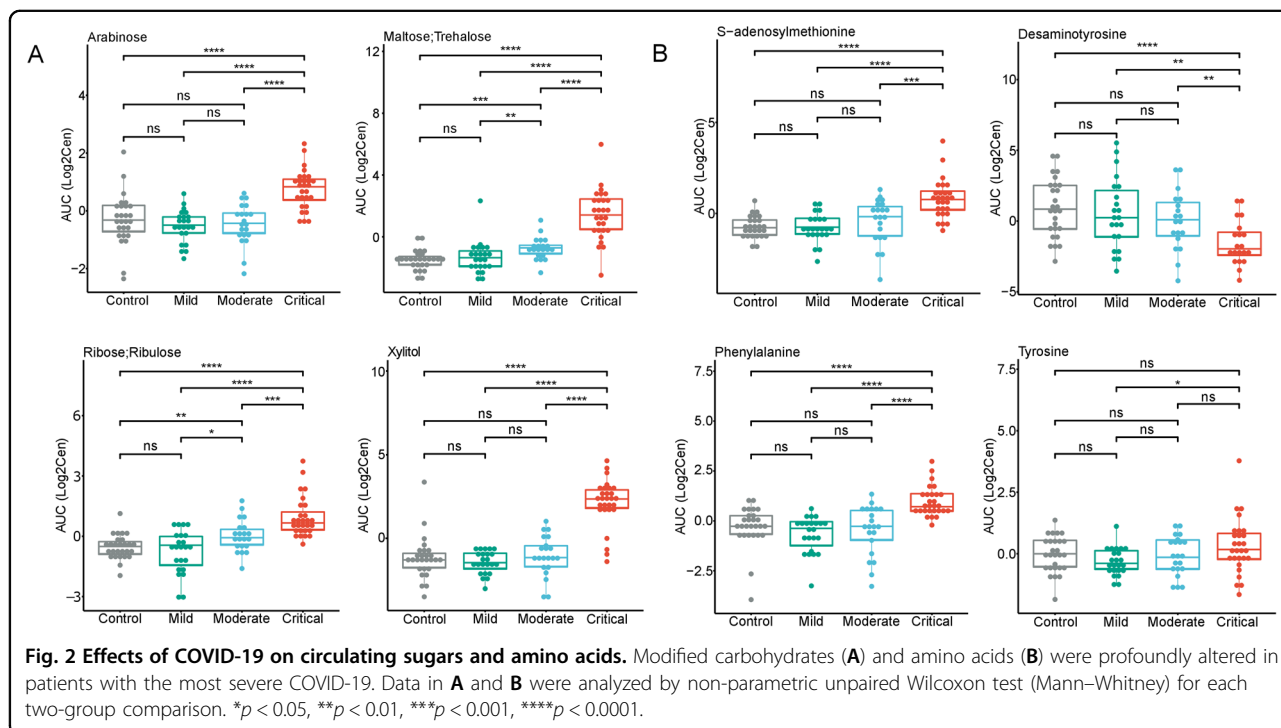 A
Arabinose
AUC (Log2Cen)
4
2
0
−2
****
****
****
ns
ns
ns
Control Mild Moderate Critical
Maltose;Trehalose
AUC (Log2Cen)
12
8
4
0
****
****
****
***
**
ns
Control Mild Moderate Critical
B
S−adenosylmethionine
AUC (Log2Cen)
5
0
****
****
***
ns
ns
ns
Control Mild Moderate Critical
Desaminotyrosine
AUC (Log2Cen)
10
5
0
−5
****
**
**
ns
ns
ns
Control Mild Moderate Critical
Ribose;Ribulose
AUC (Log2Cen)
6
3
0
−3
****
****
***
**
*
ns
Control Mild Moderate Critical
Xylitol
AUC (Log2Cen)
10
5
0
****
****
****
ns
ns
ns
Control Mild Moderate Critical
Phenylalanine
AUC (Log2Cen)
7.5
5.0
2.5
0.0
−2.5
****
****
****
ns
ns
ns
Control Mild Moderate Critical
Tyrosine
AUC (Log2Cen)
7.5
5.0
2.5
0.0
ns
*
ns
ns
ns
ns
Control Mild Moderate Critical
Fig. 2 Effects of COVID-19 on circulating sugars and amino acids. Modified carbohydrates (A) and amino acids (B) were profoundly altered in
patients with the most severe COVID-19. Data in A and B were analyzed by non-parametric unpaired Wilcoxon test (Mann–Whitney) for each
two-group comparison. *p < 0.05, **p < 0.01, ***p < 0.001, ****p < 0.0001.